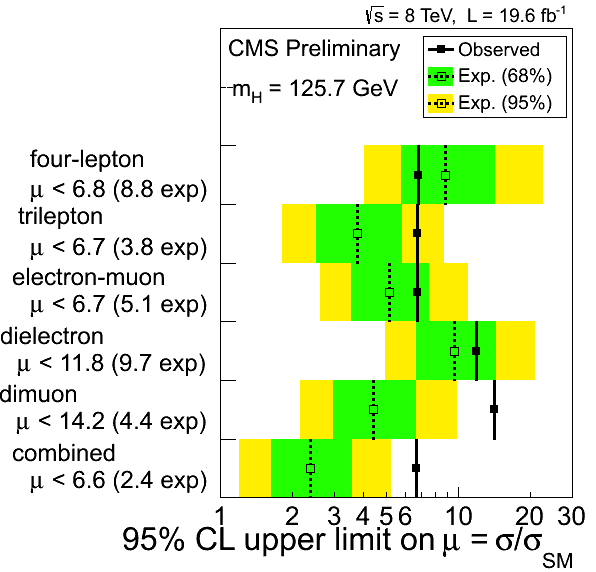 √s = 8 TeV, L = 19.6 fb⁻¹
CMS Preliminary
m_H = 125.7 GeV
Observed
Exp. (68%)
Exp. (95%)
four-lepton
μ < 6.8 (8.8 exp)
trilepton
μ < 6.7 (3.8 exp)
electron-muon
μ < 6.7 (5.1 exp)
dielectron
μ < 11.8 (9.7 exp)
dimuon
μ < 14.2 (4.4 exp)
combined
μ < 6.6 (2.4 exp)
1 2 3 4 5 6 10 20 30
95% CL upper limit on μ = σ/σ_SM